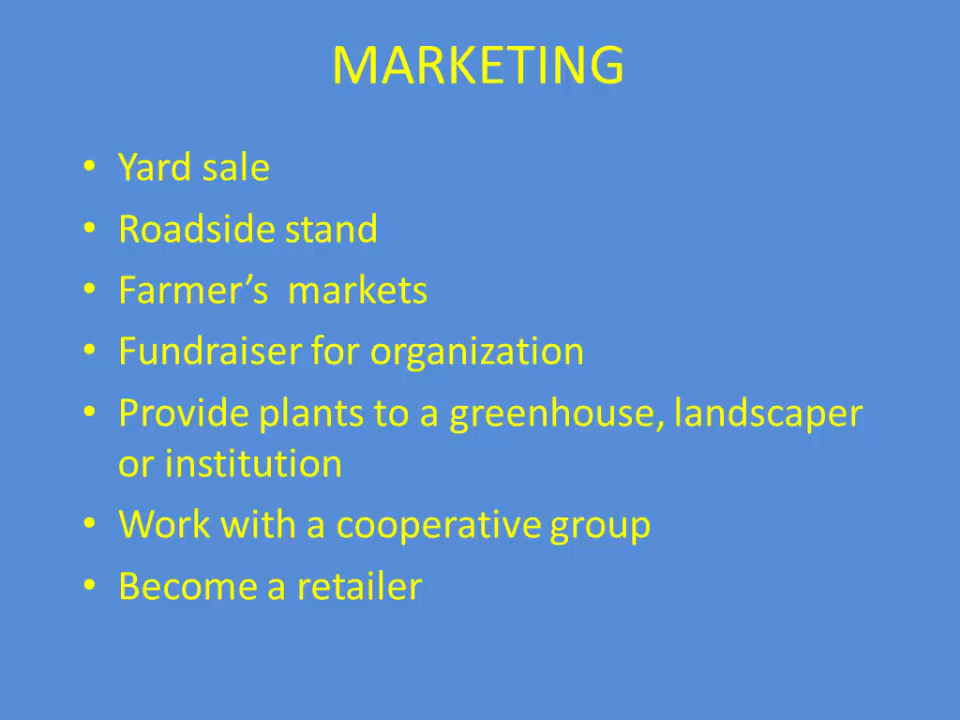 MARKETING
• Yard sale
• Roadside stand
• Farmer’s  markets
• Fundraiser for organization
• Provide plants to a greenhouse, landscaper
or institution
• Work with a cooperative group
• Become a retailer